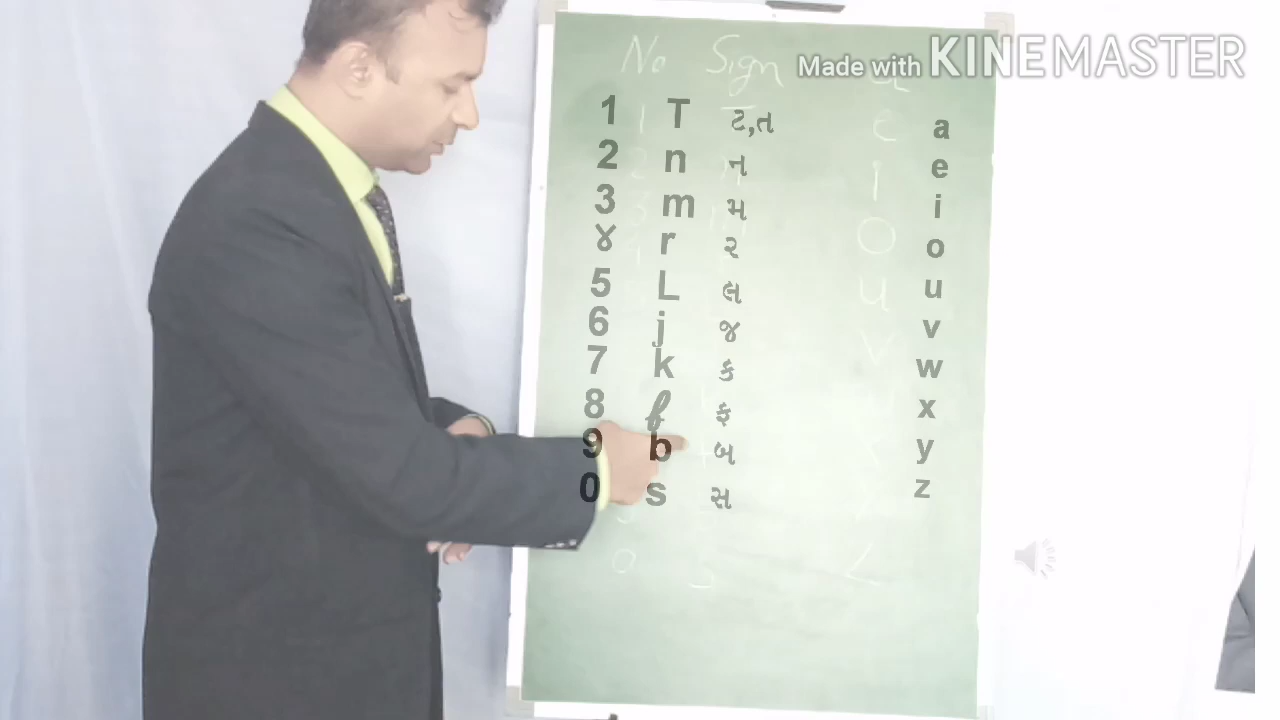 No Sign
Made with KINEMASTER
1 T ટ,ત a
2 n ન e
3 m મ i
૪ r ર o
5 L લ u
6 j જ v
7 k ક w
8 f ફ x
9 b બ y
0 s સ z